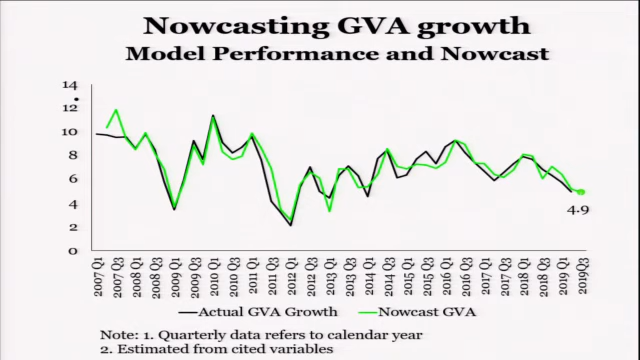 Nowcasting GVA growth
Model Performance and Nowcast
14
12
10
8
6
4
2
0
4.9
2007 Q1
2007 Q3
2008 Q1
2008 Q3
2009 Q1
2009 Q3
2010 Q1
2010 Q3
2011 Q1
2011 Q3
2012 Q1
2012 Q3
2013 Q1
2013 Q3
2014 Q1
2014 Q3
2015 Q1
2015 Q3
2016 Q1
2016 Q3
2017 Q1
2017 Q3
2018 Q1
2018 Q3
2019 Q1
2019Q3
Actual GVA Growth
Nowcast GVA
Note: 1. Quarterly data refers to calendar year
2. Estimated from cited variables